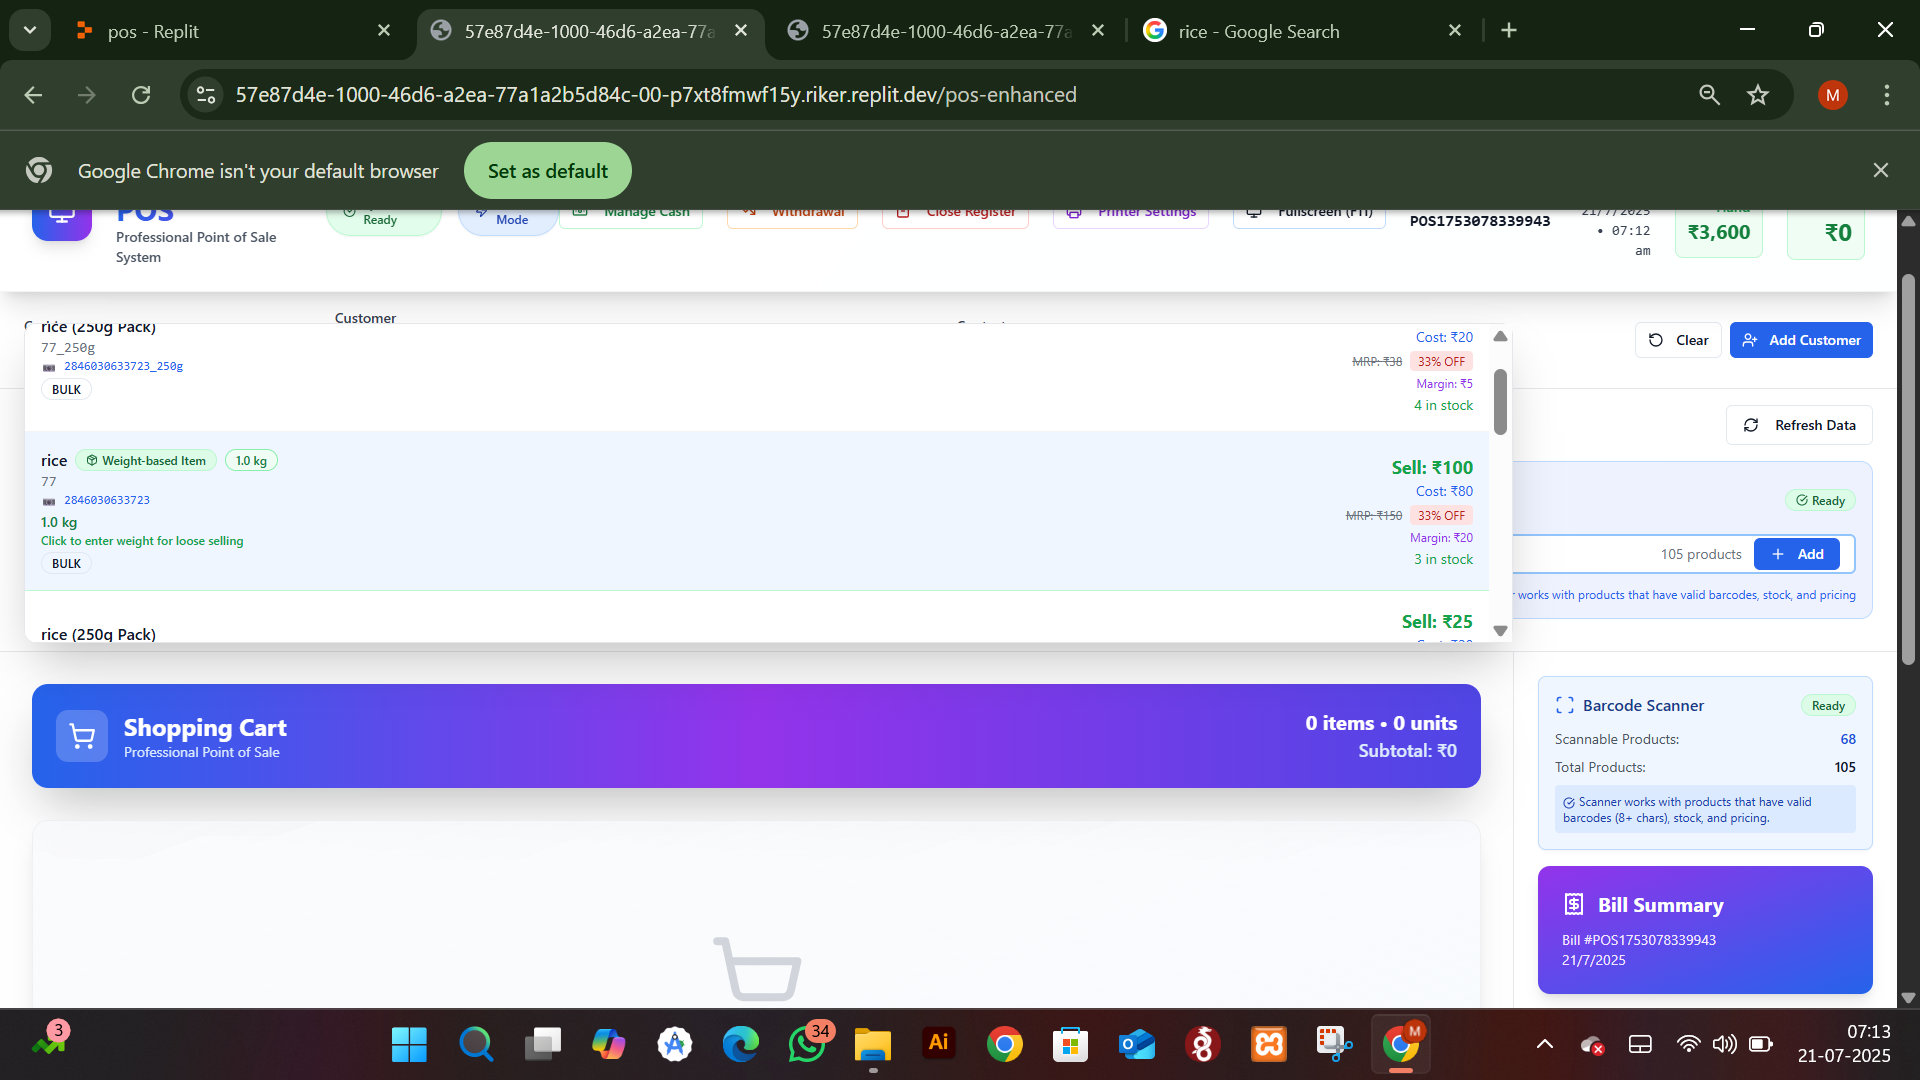 pos - Replit
57e87d4e-1000-46d6-a2ea-77a
57e87d4e-1000-46d6-a2ea-77a
rice - Google Search
57e87d4e-1000-46d6-a2ea-77a1a2b5d84c-00-p7xt8fmwf15y.riker.replit.dev/pos-enhanced
M
Google Chrome isn't your default browser
Set as default
POS
Professional Point of Sale
System
Ready
Mode
Manage Cash
Withdrawal
Close Register
Printer Settings
Fullscreen (F11)
POS1753078339943
21/7/2025
• 07:12
am
₹3,600
₹0
Customer
Clear
Add Customer
rice (250g Pack)
77_250g
2846030633723_250g
BULK
Cost: ₹20
MRP: ₹38
33% OFF
Margin: ₹5
4 in stock
Refresh Data
rice
Weight-based Item
1.0 kg
77
2846030633723
1.0 kg
Click to enter weight for loose selling
BULK
Sell: ₹100
Cost: ₹80
MRP: ₹150
33% OFF
Margin: ₹20
3 in stock
Ready
105 products
Add
works with products that have valid barcodes, stock, and pricing
rice (250g Pack)
Sell: ₹25
Shopping Cart
Professional Point of Sale
0 items • 0 units
Subtotal: ₹0
Barcode Scanner
Ready
Scannable Products:
68
Total Products:
105
Scanner works with products that have valid
barcodes (8+ chars), stock, and pricing.
Bill Summary
Bill #POS1753078339943
21/7/2025
3
34
Ai
M
07:13
21-07-2025